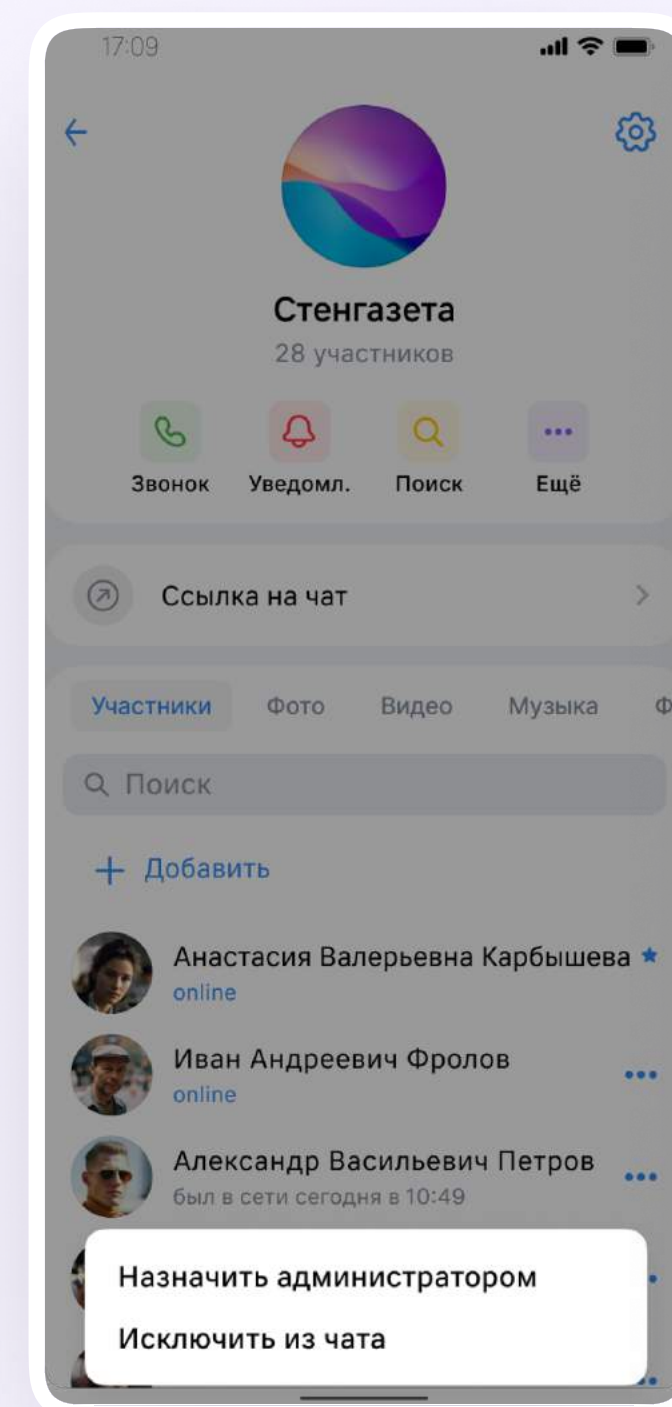 17:09
Стенгазета
28 участников
Звонок Уведомл. Поиск Ещё
Ссылка на чат
Участники Фото Видео Музыка Ф
Поиск
+ Добавить
Анастасия Валерьевна Карбышева
online
Иван Андреевич Фролов
online
Александр Васильевич Петров
был в сети сегодня в 10:49
Назначить администратором
Исключить из чата